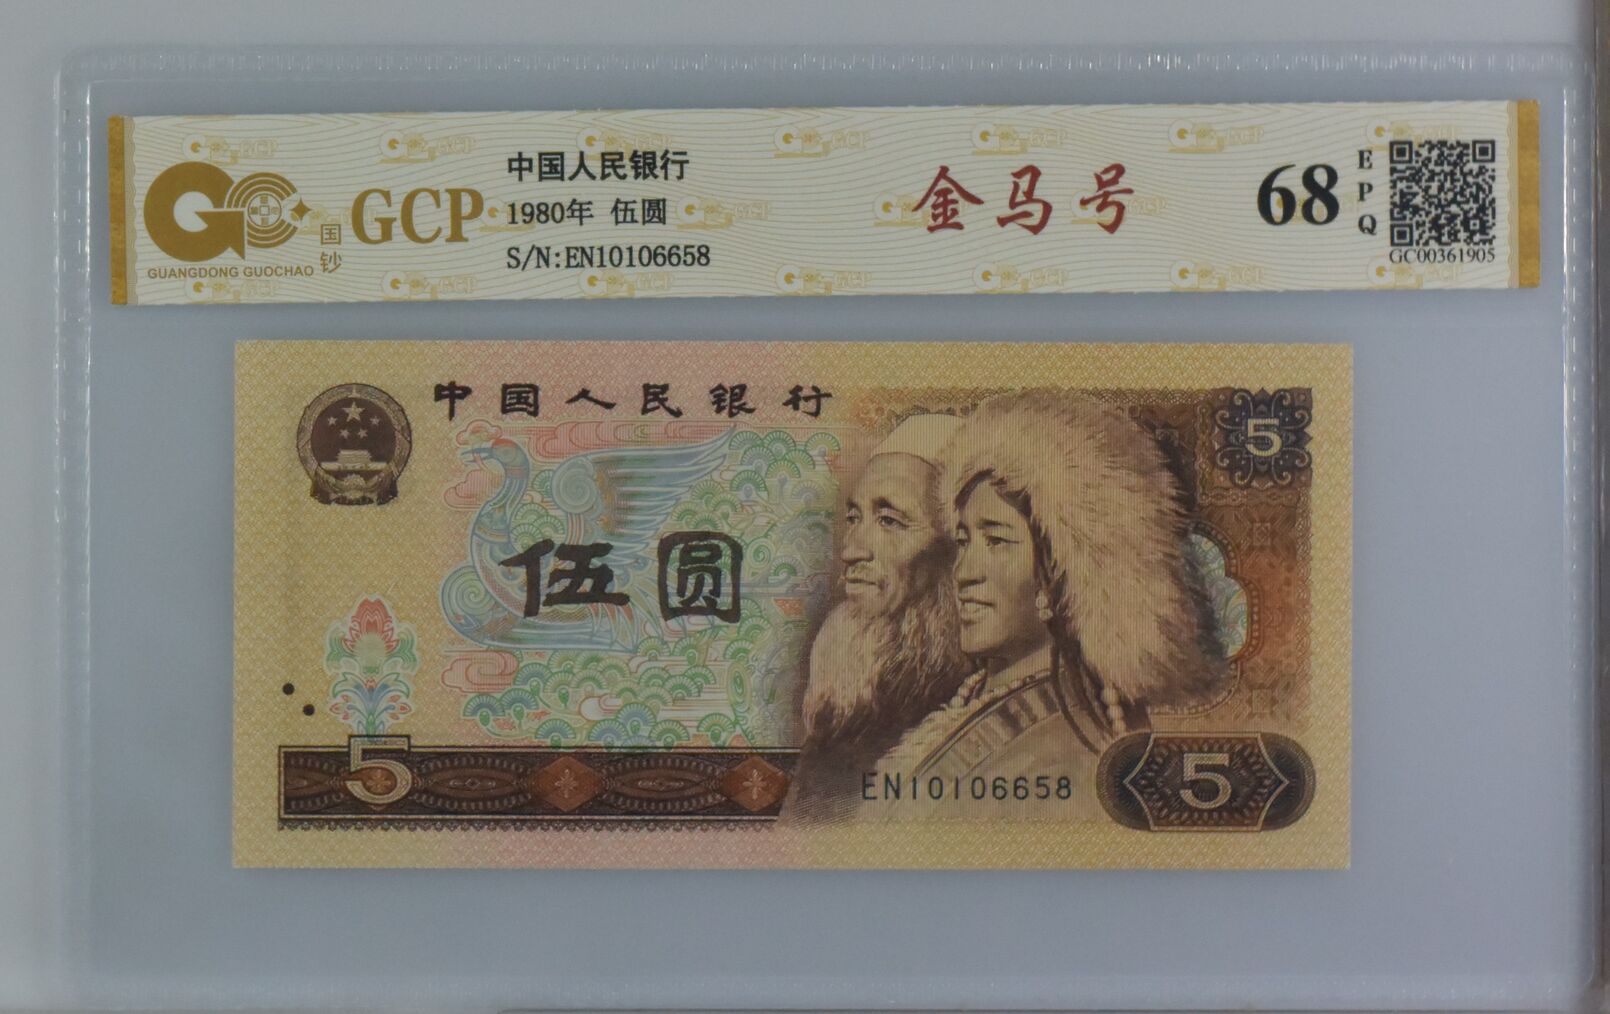 GUANGDONG GUOCHAO
国钞
GCP
中国人民银行
1980年 伍圆
S/N:EN10106658
金马号
68
EPQ
GC00361905
中国人民银行
5
伍圆
5
EN10106658
5